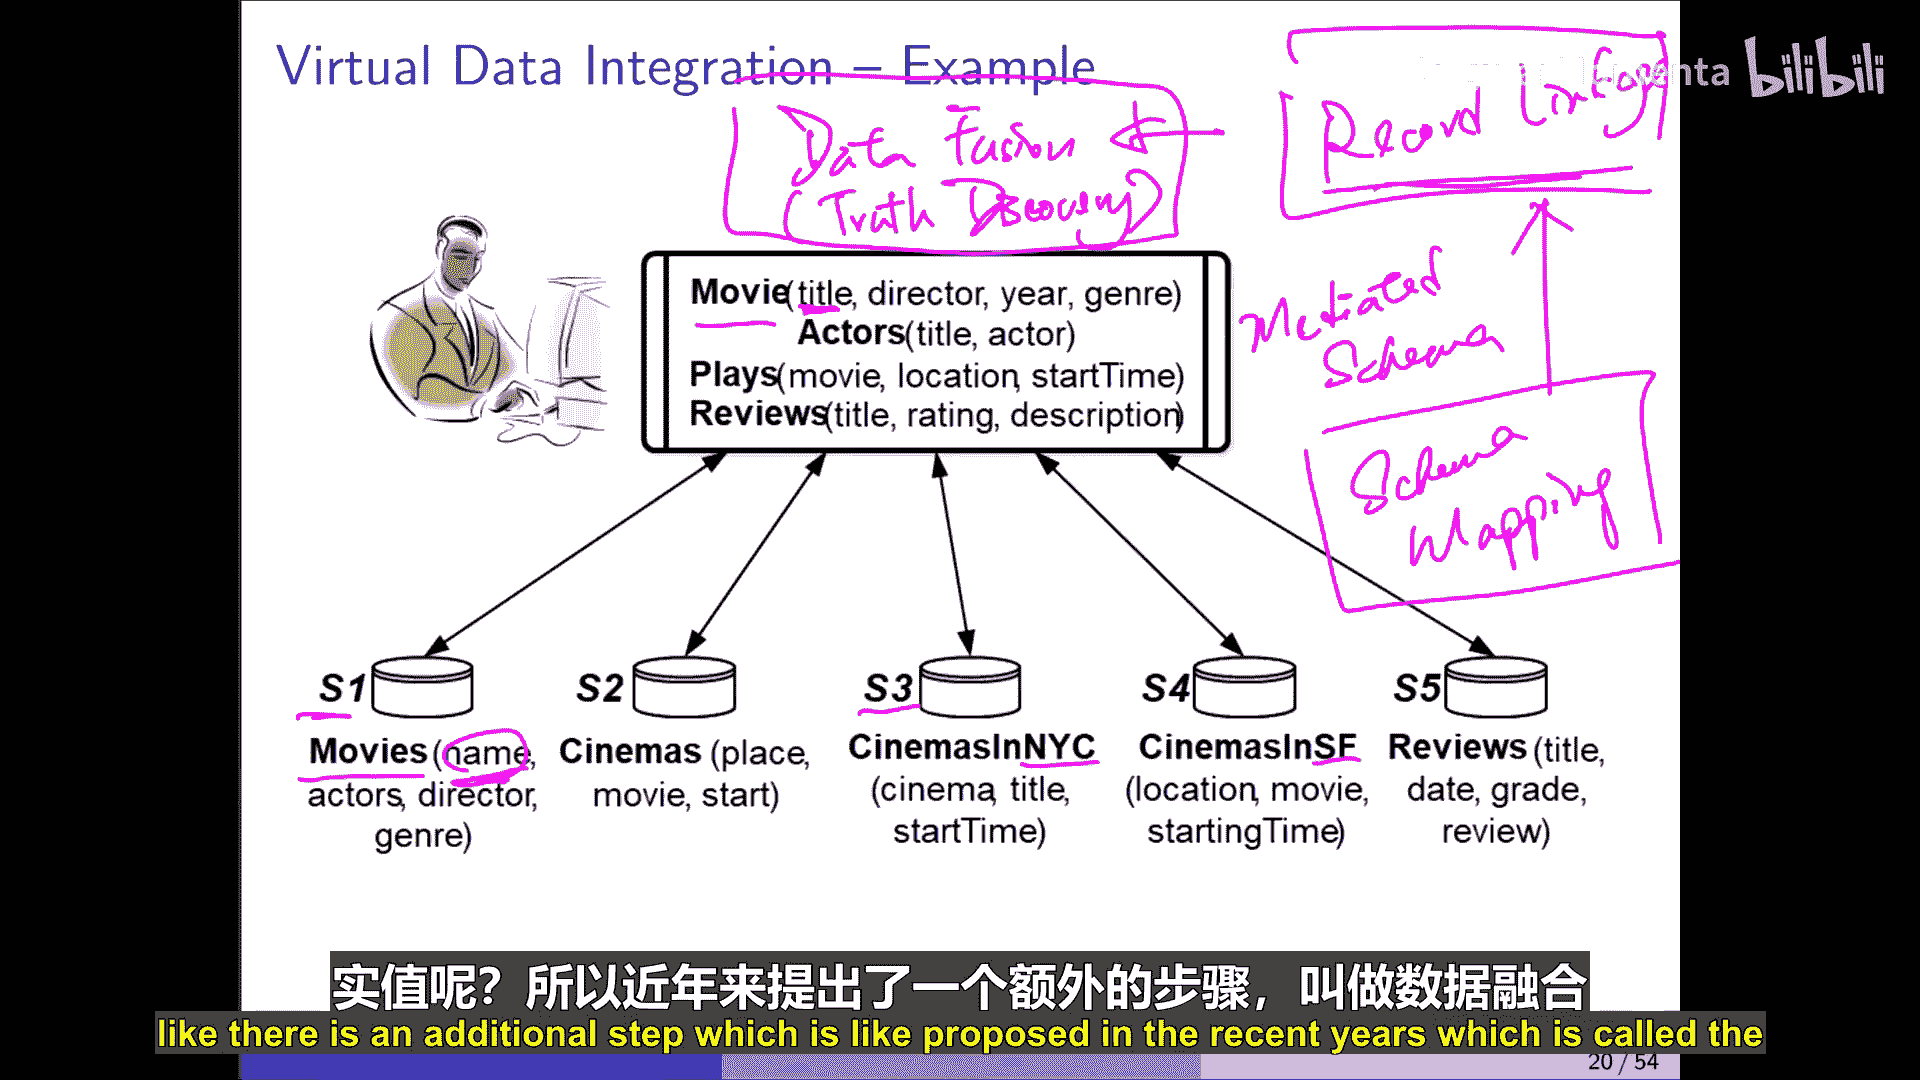 Virtual Data Integration – Example
bilibili
Data Fusion
(Truth Discovery)
Record Linkage
Mediated
Schema
Schema
Mapping
Movie(title, director, year, genre)
Actors(title, actor)
Plays(movie, location, startTime)
Reviews(title, rating, description)
S1
S2
S3
S4
S5
Movies (name,
actors, director,
genre)
Cinemas (place,
movie, start)
CinemasInNYC
(cinema, title,
startTime)
CinemasInSF
(location, movie,
startingTime)
Reviews (title,
date, grade,
review)
实值呢？所以近年来提出了一个额外的步骤，叫做数据融合
like there is an additional step which is like proposed in the recent years which is called the
20 / 54